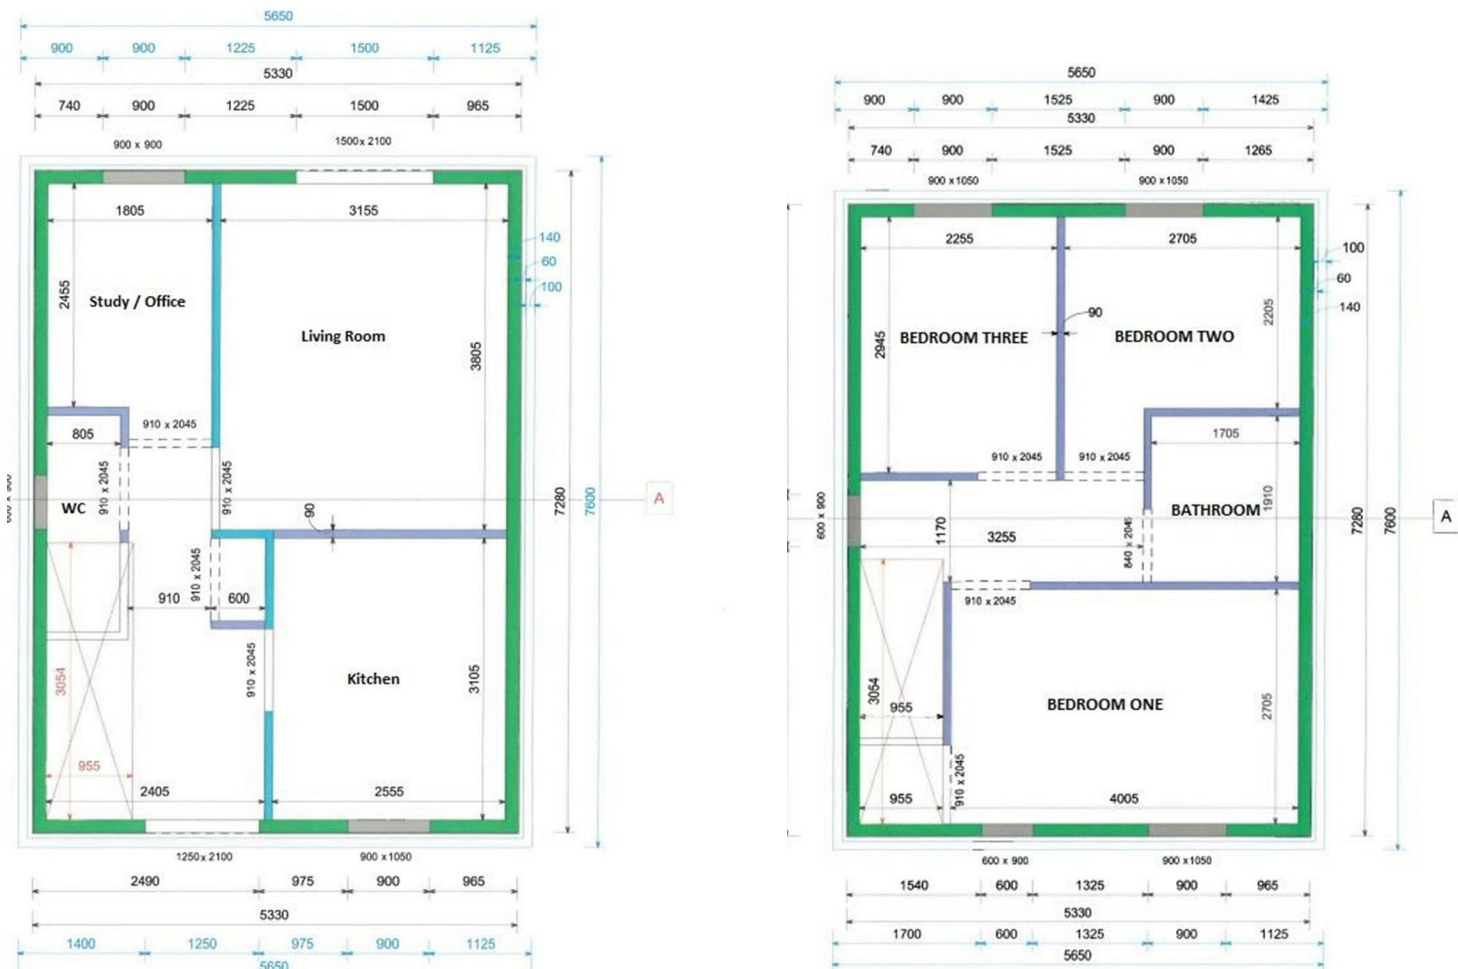 5650
900 900 1225 1500 1125
5330
740 900 1225 1500 965
900 x 900
1500 x 2100
1805
3155
140
60
100
2455
Study / Office
Living Room
3805
910 x 2045
805
910 x 2045
910 x 2045
WC
90
A
7280
7600
910 x 2045
910
600
910 x 2045
3054
Kitchen
3105
955
2405
2555
1250 x 2100
900 x 1050
2490 975 900 965
5330
1400 1250 975 900 1125
5650
5650
900 900 1525 900 1425
5330
740 900 1525 900 1265
900 x 1050
900 x 1050
2255
2705
100
60
140
90
2205
2945
BEDROOM THREE
BEDROOM TWO
1705
910 x 2045
910 x 2045
1910
BATHROOM
600 x 900
1170
3255
840 x 2045
7280
7600
A
910 x 2045
3054
955
BEDROOM ONE
2705
910 x 2045
955
4005
600 x 900
900 x 1050
1540 600 1325 900 965
5330
1700 600 1325 900 1125
5650